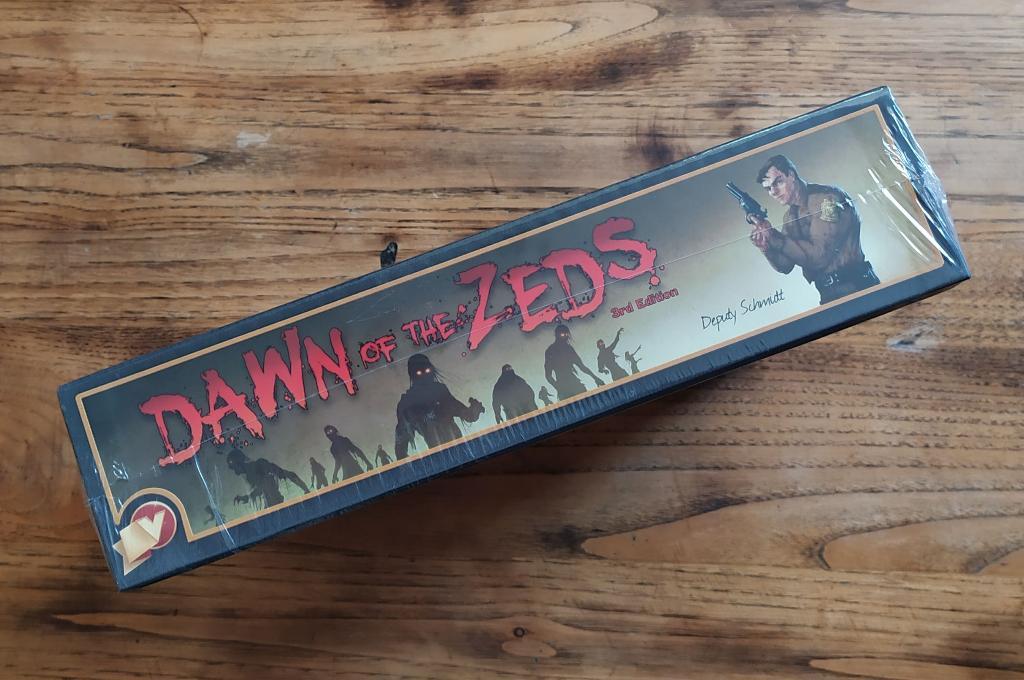 DAWN OF THE ZEDS
3rd Edition
Deputy Schmidt
V